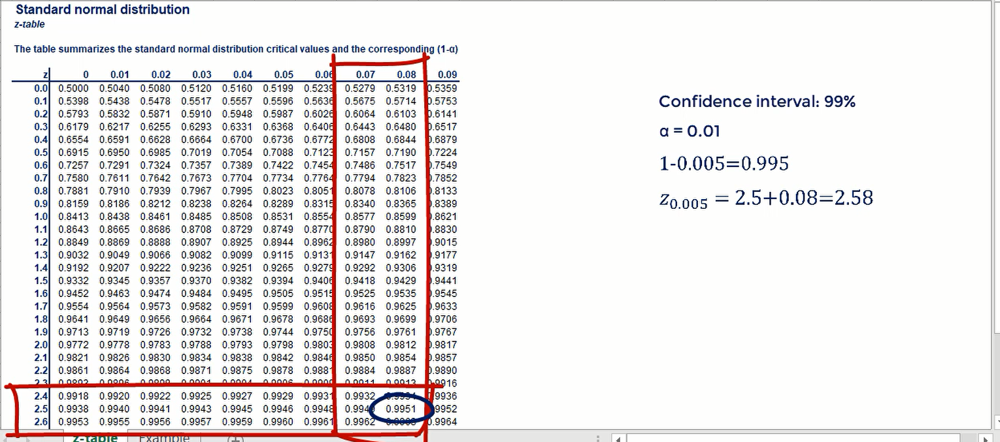 Standard normal distribution
z-table
The table summarizes the standard normal distribution critical values and the corresponding (1-α)
z 0 0.01 0.02 0.03 0.04 0.05 0.06 0.07 0.08 0.09
0.0 0.5000 0.5040 0.5080 0.5120 0.5160 0.5199 0.5239 0.5279 0.5319 0.5359
0.1 0.5398 0.5438 0.5478 0.5517 0.5557 0.5596 0.5636 0.5675 0.5714 0.5753
0.2 0.5793 0.5832 0.5871 0.5910 0.5948 0.5987 0.6026 0.6064 0.6103 0.6141
0.3 0.6179 0.6217 0.6255 0.6293 0.6331 0.6368 0.6406 0.6443 0.6480 0.6517
0.4 0.6554 0.6591 0.6628 0.6664 0.6700 0.6736 0.6772 0.6808 0.6844 0.6879
0.5 0.6915 0.6950 0.6985 0.7019 0.7054 0.7088 0.7123 0.7157 0.7190 0.7224
0.6 0.7257 0.7291 0.7324 0.7357 0.7389 0.7422 0.7454 0.7486 0.7517 0.7549
0.7 0.7580 0.7611 0.7642 0.7673 0.7704 0.7734 0.7764 0.7794 0.7823 0.7852
0.8 0.7881 0.7910 0.7939 0.7967 0.7995 0.8023 0.8051 0.8078 0.8106 0.8133
0.9 0.8159 0.8186 0.8212 0.8238 0.8264 0.8289 0.8315 0.8340 0.8365 0.8389
1.0 0.8413 0.8438 0.8461 0.8485 0.8508 0.8531 0.8554 0.8577 0.8599 0.8621
1.1 0.8643 0.8665 0.8686 0.8708 0.8729 0.8749 0.8770 0.8790 0.8810 0.8830
1.2 0.8849 0.8869 0.8888 0.8907 0.8925 0.8944 0.8962 0.8980 0.8997 0.9015
1.3 0.9032 0.9049 0.9066 0.9082 0.9099 0.9115 0.9131 0.9147 0.9162 0.9177
1.4 0.9192 0.9207 0.9222 0.9236 0.9251 0.9265 0.9279 0.9292 0.9306 0.9319
1.5 0.9332 0.9345 0.9357 0.9370 0.9382 0.9394 0.9406 0.9418 0.9429 0.9441
1.6 0.9452 0.9463 0.9474 0.9484 0.9495 0.9505 0.9515 0.9525 0.9535 0.9545
1.7 0.9554 0.9564 0.9573 0.9582 0.9591 0.9599 0.9608 0.9616 0.9625 0.9633
1.8 0.9641 0.9649 0.9656 0.9664 0.9671 0.9678 0.9686 0.9693 0.9699 0.9706
1.9 0.9713 0.9719 0.9726 0.9732 0.9738 0.9744 0.9750 0.9756 0.9761 0.9767
2.0 0.9772 0.9778 0.9783 0.9788 0.9793 0.9798 0.9803 0.9808 0.9812 0.9817
2.1 0.9821 0.9826 0.9830 0.9834 0.9838 0.9842 0.9846 0.9850 0.9854 0.9857
2.2 0.9861 0.9864 0.9868 0.9871 0.9875 0.9878 0.9881 0.9884 0.9887 0.9890
2.3 0.9911 0.9913 0.9916
2.4 0.9918 0.9920 0.9922 0.9925 0.9927 0.9929 0.9931 0.9932 0.9936
2.5 0.9938 0.9940 0.9941 0.9943 0.9945 0.9946 0.9948 0.9949 0.9951 0.9952
2.6 0.9953 0.9955 0.9956 0.9957 0.9959 0.9960 0.9961 0.9962 0.9964
z-table Example
Confidence interval: 99%
α = 0.01
1-0.005=0.995
z0.005 = 2.5+0.08=2.58